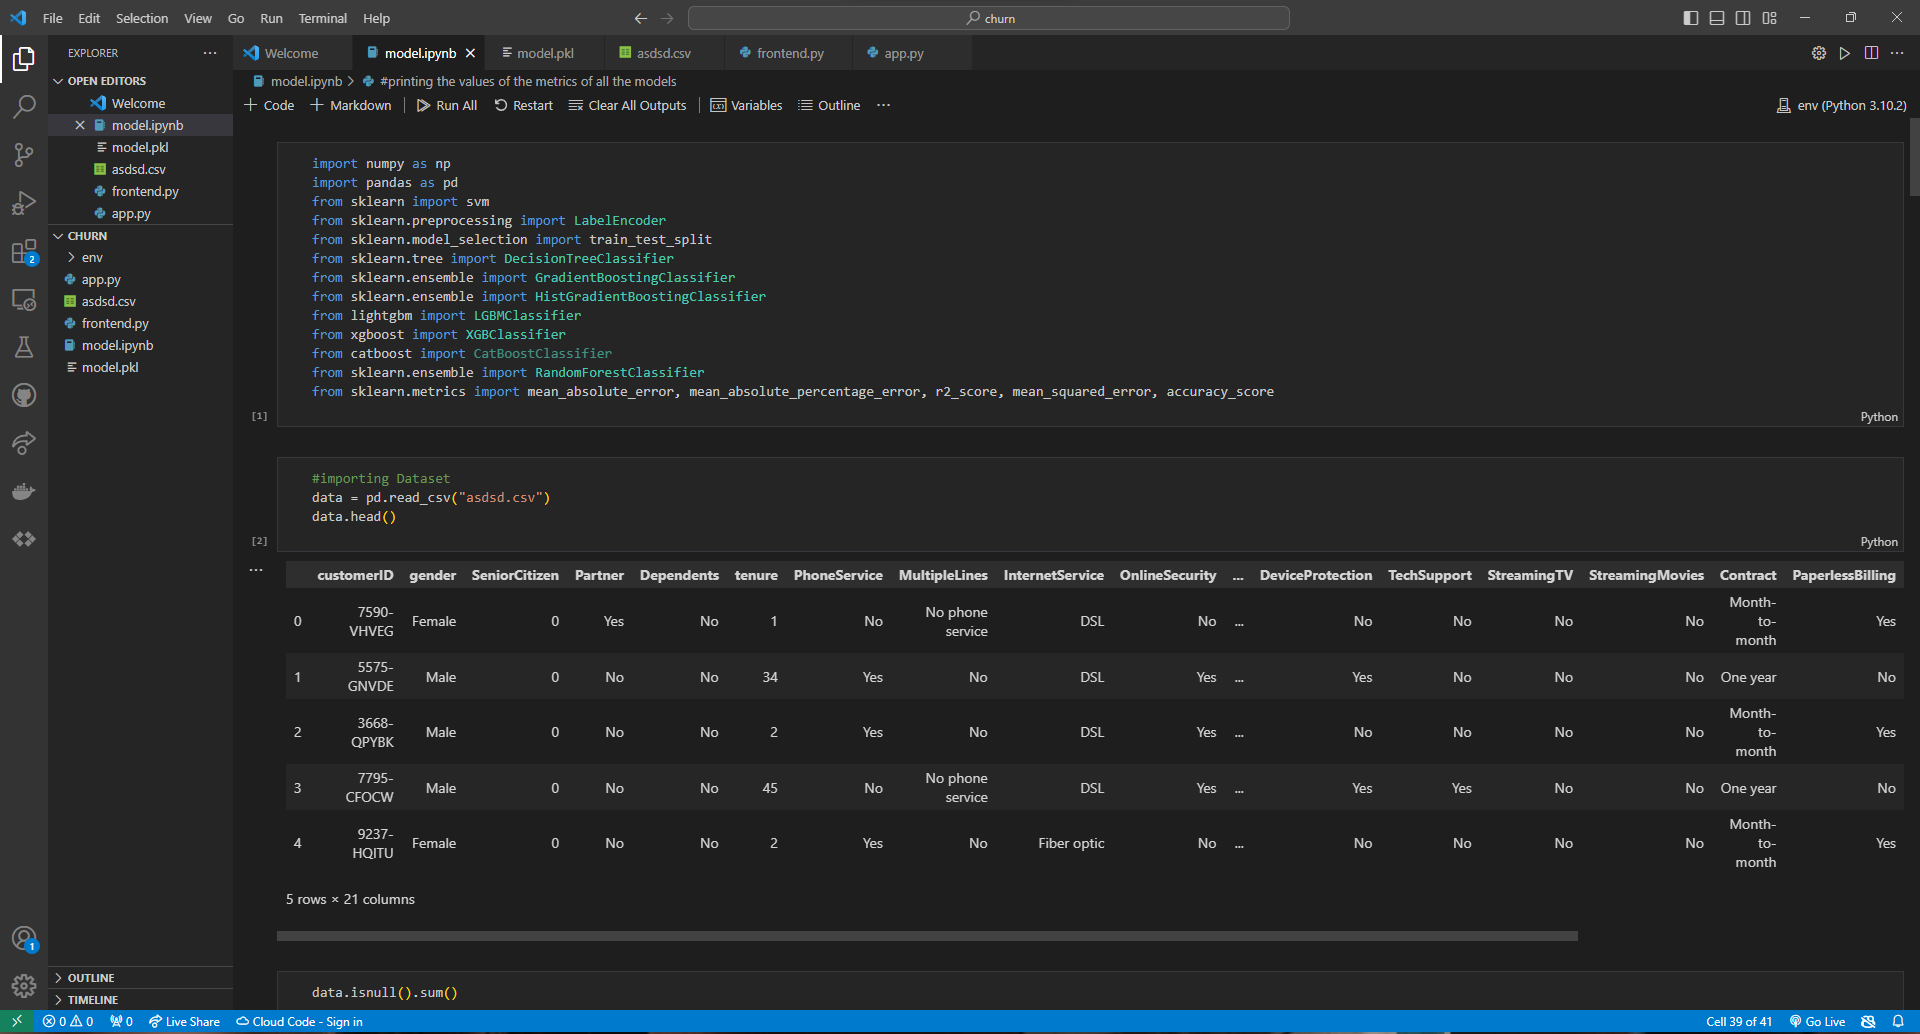 File Edit Selection View Go Run Terminal Help
churn
EXPLORER
OPEN EDITORS
Welcome
model.ipynb
model.pkl
asdsd.csv
frontend.py
app.py
CHURN
env
app.py
asdsd.csv
frontend.py
model.ipynb
model.pkl
OUTLINE
TIMELINE
2
1
Welcome model.ipynb model.pkl asdsd.csv frontend.py app.py
model.ipynb > #printing the values of the metrics of all the models
+ Code + Markdown | Run All Restart Clear All Outputs | Variables Outline ...
env (Python 3.10.2)
import numpy as np
import pandas as pd
from sklearn import svm
from sklearn.preprocessing import LabelEncoder
from sklearn.model_selection import train_test_split
from sklearn.tree import DecisionTreeClassifier
from sklearn.ensemble import GradientBoostingClassifier
from sklearn.ensemble import HistGradientBoostingClassifier
from lightgbm import LGBMClassifier
from xgboost import XGBClassifier
from catboost import CatBoostClassifier
from sklearn.ensemble import RandomForestClassifier
from sklearn.metrics import mean_absolute_error, mean_absolute_percentage_error, r2_score, mean_squared_error, accuracy_score
[1]
Python
#importing Dataset
data = pd.read_csv("asdsd.csv")
data.head()
[2]
Python
...
customerID gender SeniorCitizen Partner Dependents tenure PhoneService MultipleLines InternetService OnlineSecurity ... DeviceProtection TechSupport StreamingTV StreamingMovies Contract PaperlessBilling
0 7590-VHVEG Female 0 Yes No 1 No No phone service DSL No ... No No No No Month-to-month Yes
1 5575-GNVDE Male 0 No No 34 Yes No DSL Yes ... Yes No No No One year No
2 3668-QPYBK Male 0 No No 2 Yes No DSL Yes ... No No No No Month-to-month Yes
3 7795-CFOCW Male 0 No No 45 No No phone service DSL Yes ... Yes Yes No No One year No
4 9237-HQITU Female 0 No No 2 Yes No Fiber optic No ... No No No No Month-to-month Yes
5 rows × 21 columns
data.isnull().sum()
0 0 0 Live Share Cloud Code - Sign in
Cell 39 of 41 Go Live